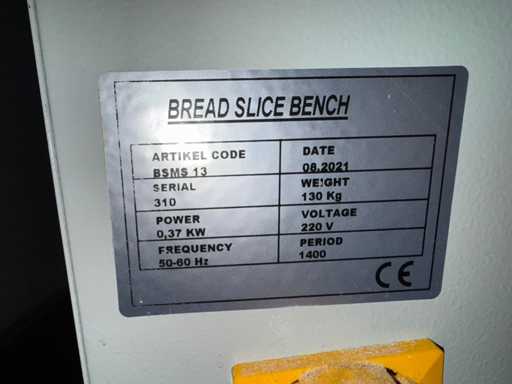 BREAD SLICE BENCH
ARTIKEL CODE
BSMS 13
DATE
08.2021
SERIAL
310
WEIGHT
130 Kg
POWER
0,37 KW
VOLTAGE
220 V
FREQUENCY
50-60 Hz
PERIOD
1400
CE